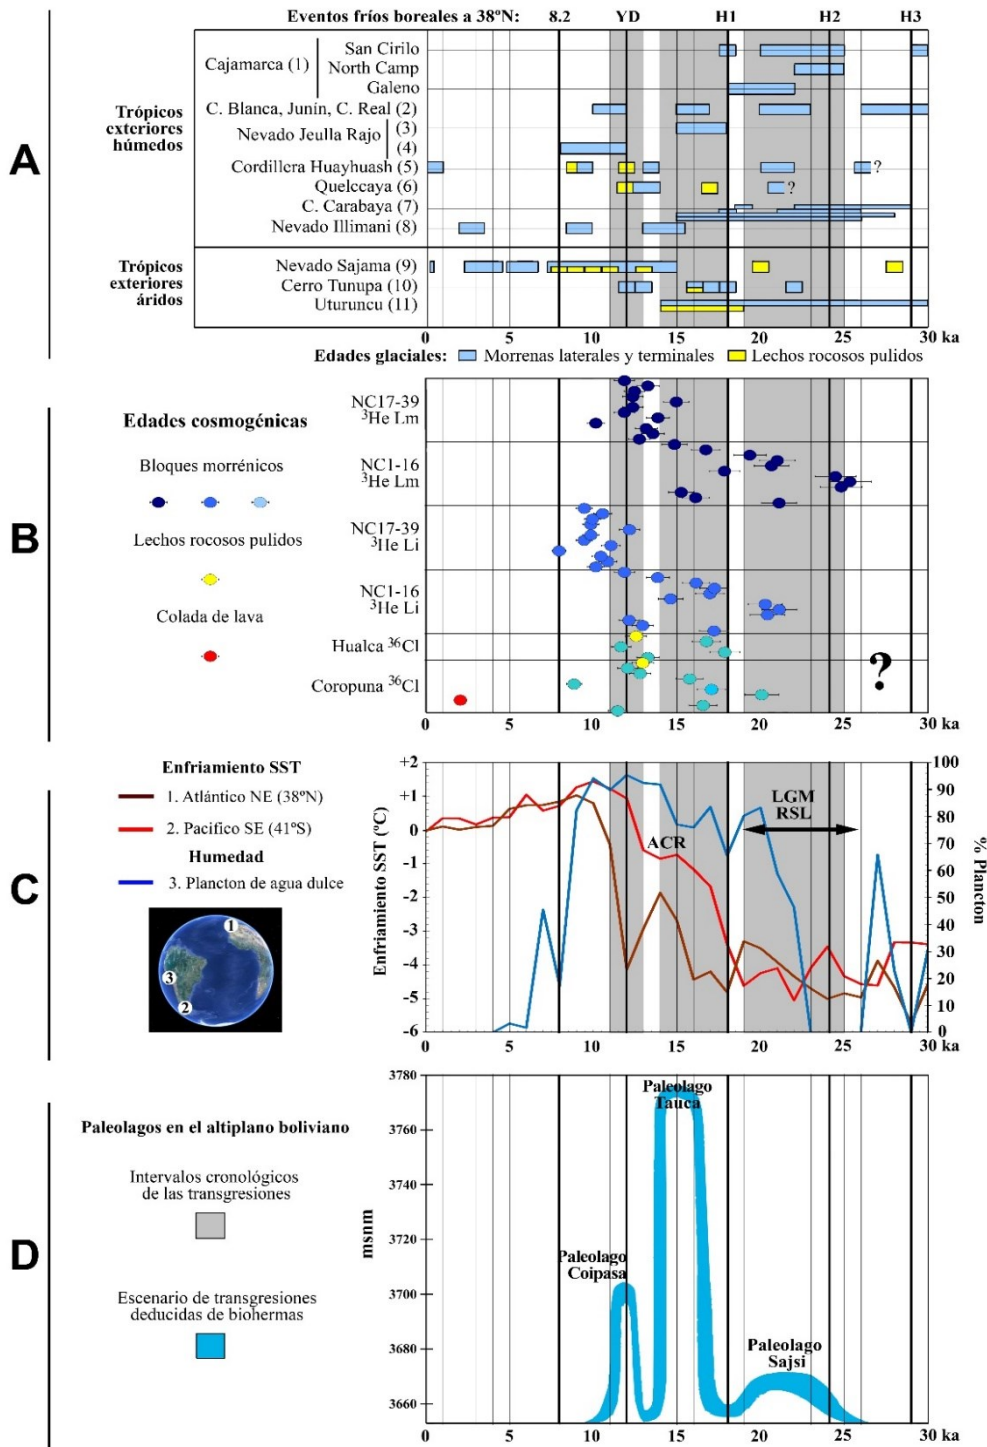 Eventos fríos boreales a 38ºN: 8.2 YD H1 H2 H3
A
Trópicos
exteriores
húmedos
Cajamarca (1)
San Cirilo
North Camp
Galeno
C. Blanca, Junín, C. Real (2)
Nevado Jeulla Rajo
(3)
(4)
Cordillera Huayhuash (5)
?
Quelccaya (6)
?
C. Carabaya (7)
Nevado Illimani (8)
Trópicos
exteriores
áridos
Nevado Sajama (9)
Cerro Tunupa (10)
Uturuncu (11)
0 5 10 15 20 25 30 ka
Edades glaciales: Morrenas laterales y terminales Lechos rocosos pulidos
B
Edades cosmogénicas
Bloques morrénicos
Lechos rocosos pulidos
Colada de lava
NC17-39
³He Lm
NC1-16
³He Lm
NC17-39
³He Li
NC1-16
³He Li
Hualca ³⁶Cl
Coropuna ³⁶Cl
?
0 5 10 15 20 25 30 ka
C
Enfriamiento SST
1. Atlántico NE (38ºN)
2. Pacífico SE (41ºS)
Humedad
3. Plancton de agua dulce
1
3
2
Enfriamiento SST (ºC)
+2
+1
0
-1
-2
-3
-4
-5
-6
ACR
LGM
RSL
100
90
80
70
60
50
40
30
20
10
0
% Plancton
0 5 10 15 20 25 30 ka
D
Paleolagos en el altiplano boliviano
Intervalos cronológicos
de las transgresiones
Escenario de transgresiones
deducidas de biohermas
msnm
3780
3760
3740
3720
3700
3680
3660
Paleolago
Tauca
Paleolago
Coipasa
Paleolago
Sajsi
0 5 10 15 20 25 30 ka